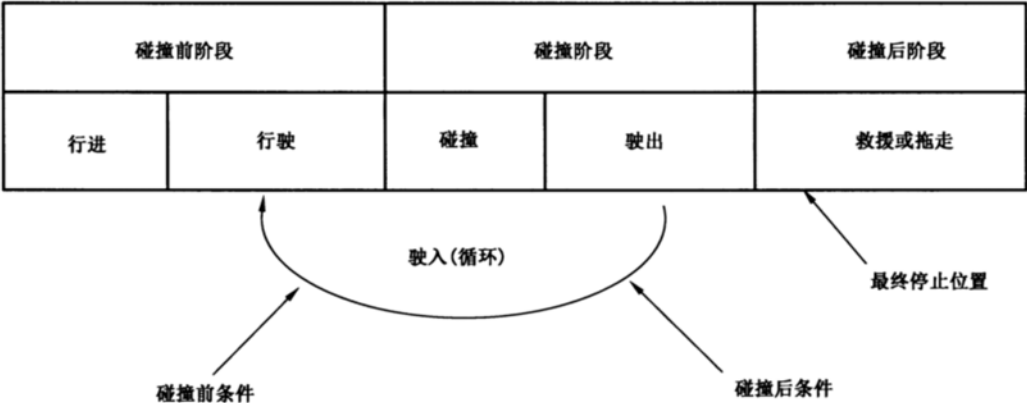 碰撞前阶段 碰撞阶段 碰撞后阶段
行进 行驶 碰撞 驶出 救援或拖走
驶入(循环)
最终停止位置
碰撞前条件 碰撞后条件